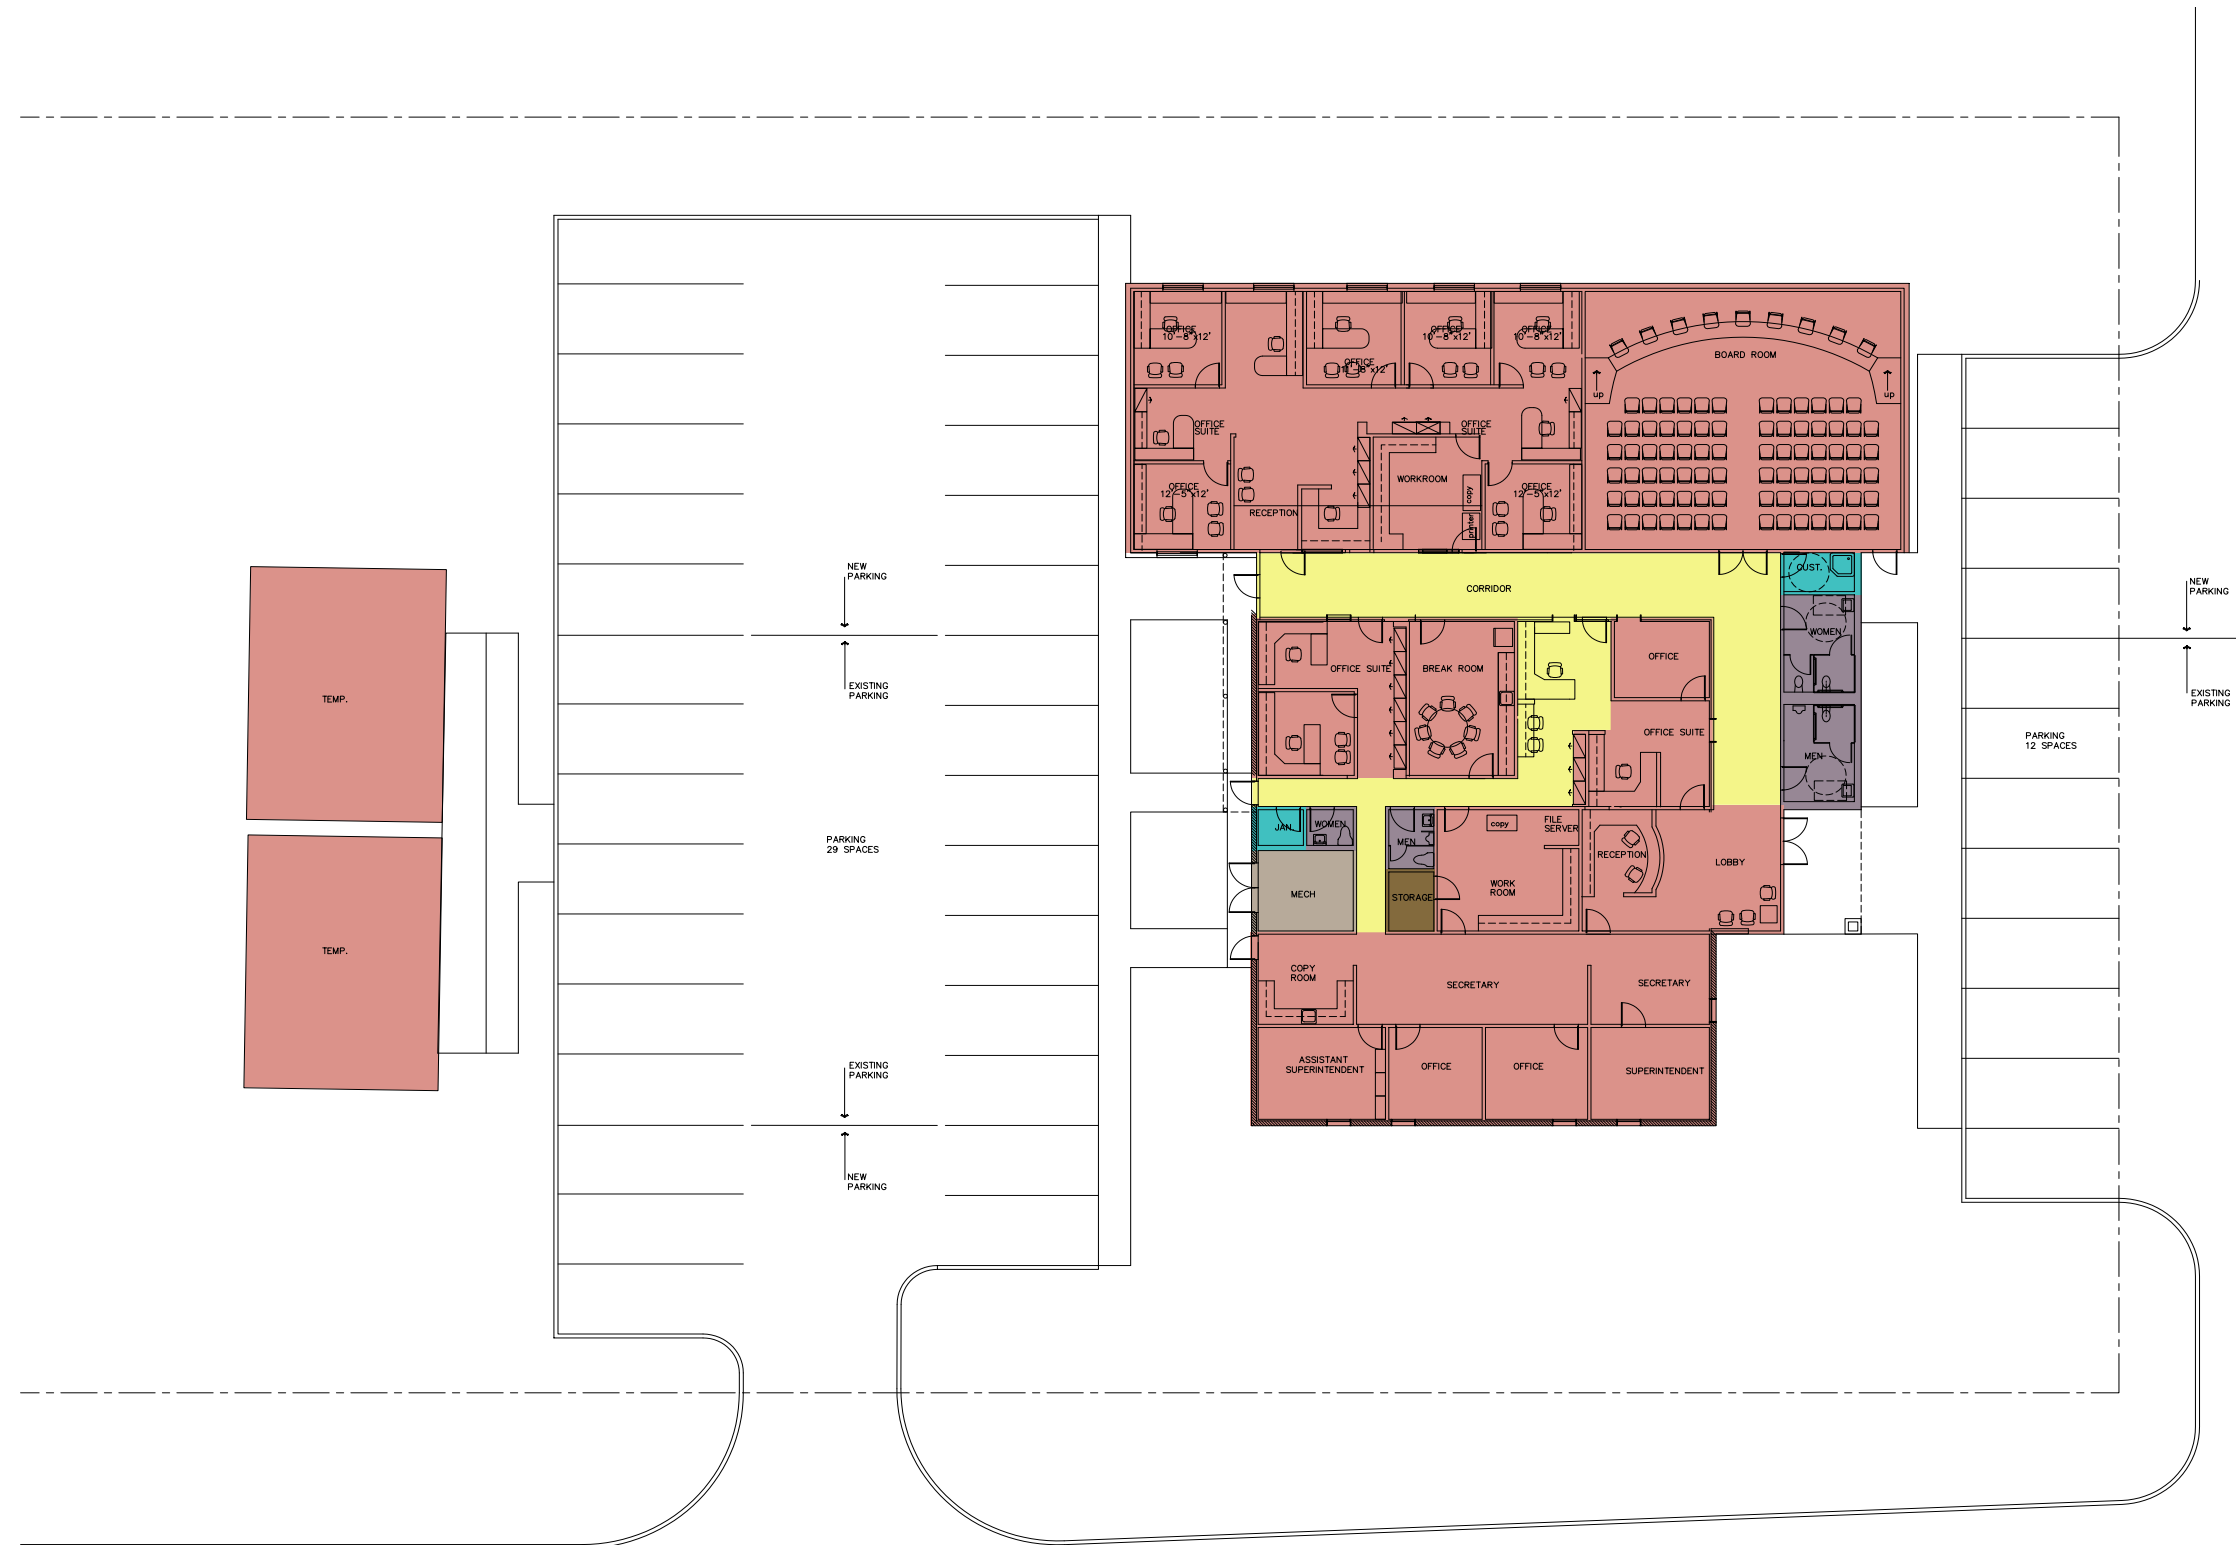 OFFICE
10'-8"x12'
OFFICE
11'-8"x12'
OFFICE
10'-8"x12'
OFFICE
10'-8"x12'
BOARD ROOM
up
up
OFFICE
SUITE
OFFICE
SUITE
WORKROOM
copy
printer
OFFICE
12'-5"x12'
OFFICE
12'-5"x12'
RECEPTION
CORRIDOR
CUST.
WOMEN
MEN
OFFICE SUITE
BREAK ROOM
OFFICE
OFFICE SUITE
JAN.
WOMEN
MEN
copy
FILE
SERVER
RECEPTION
LOBBY
MECH
STORAGE
WORK
ROOM
COPY
ROOM
SECRETARY
SECRETARY
ASSISTANT
SUPERINTENDENT
OFFICE
OFFICE
SUPERINTENDENT
TEMP.
TEMP.
NEW
PARKING
EXISTING
PARKING
PARKING
29 SPACES
EXISTING
PARKING
NEW
PARKING
NEW
PARKING
EXISTING
PARKING
PARKING
12 SPACES